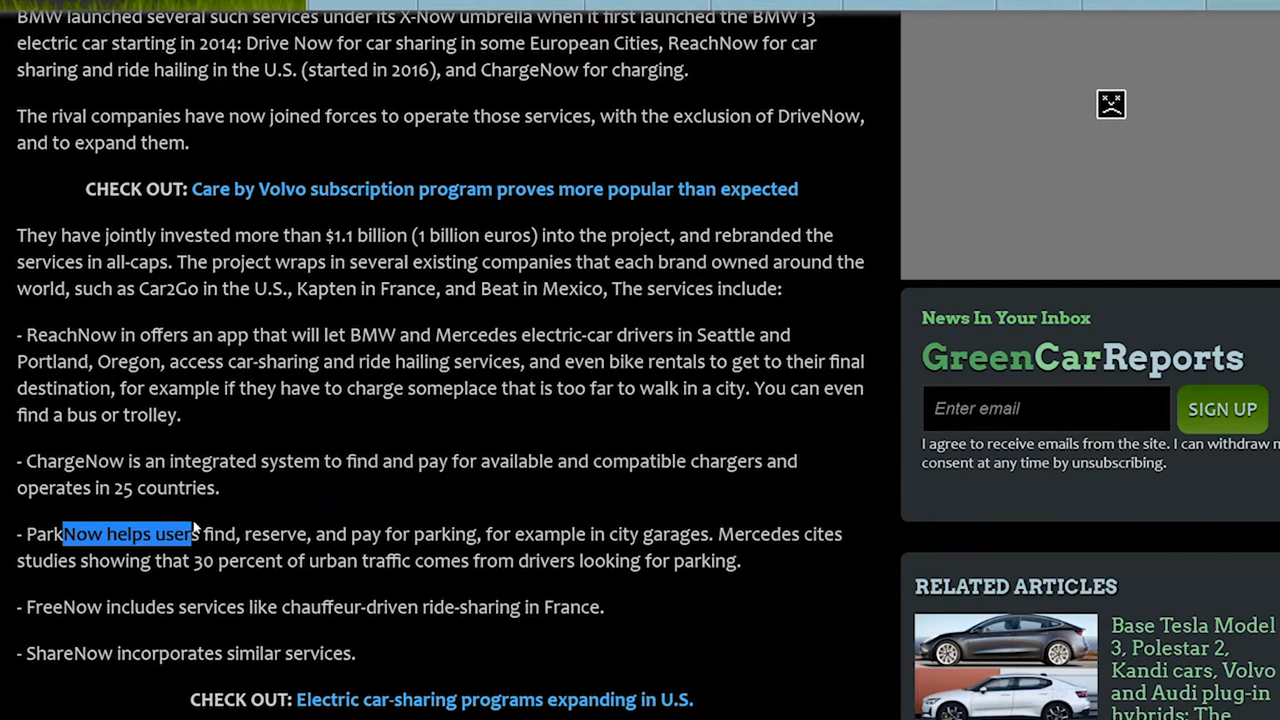 BMW launched several such services under its X-Now umbrella when it first launched the BMW i3
electric car starting in 2014: Drive Now for car sharing in some European Cities, ReachNow for car
sharing and ride hailing in the U.S. (started in 2016), and ChargeNow for charging.
The rival companies have now joined forces to operate those services, with the exclusion of DriveNow,
and to expand them.
CHECK OUT: Care by Volvo subscription program proves more popular than expected
They have jointly invested more than $1.1 billion (1 billion euros) into the project, and rebranded the
services in all-caps. The project wraps in several existing companies that each brand owned around the
world, such as Car2Go in the U.S., Kapten in France, and Beat in Mexico, The services include:
- ReachNow in offers an app that will let BMW and Mercedes electric-car drivers in Seattle and
Portland, Oregon, access car-sharing and ride hailing services, and even bike rentals to get to their final
destination, for example if they have to charge someplace that is too far to walk in a city. You can even
find a bus or trolley.
- ChargeNow is an integrated system to find and pay for available and compatible chargers and
operates in 25 countries.
- ParkNow helps users find, reserve, and pay for parking, for example in city garages. Mercedes cites
studies showing that 30 percent of urban traffic comes from drivers looking for parking.
- FreeNow includes services like chauffeur-driven ride-sharing in France.
- ShareNow incorporates similar services.
CHECK OUT: Electric car-sharing programs expanding in U.S.
News In Your Inbox
GreenCarReports
Enter email
SIGN UP
I agree to receive emails from the site. I can withdraw m
consent at any time by unsubscribing.
RELATED ARTICLES
Base Tesla Model
3, Polestar 2,
Kandi cars, Volvo
and Audi plug-in
hybrids: The